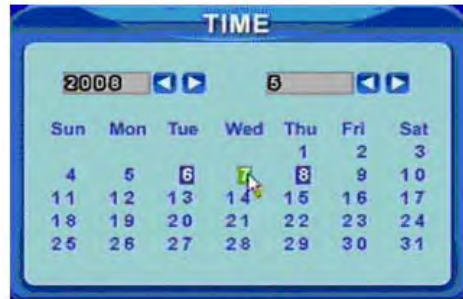 TIME
2008 5
Sun Mon Tue Wed Thu Fri Sat
1 2 3
4 5 6 7 8 9 10
11 12 13 14 15 16 17
18 19 20 21 22 23 24
25 26 27 28 29 30 31